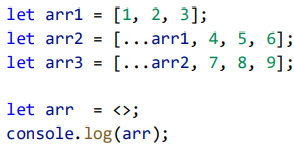 let arr1 = [1, 2, 3];
let arr2 = [...arr1, 4, 5, 6];
let arr3 = [...arr2, 7, 8, 9];
let arr  = <>;
console.log(arr);